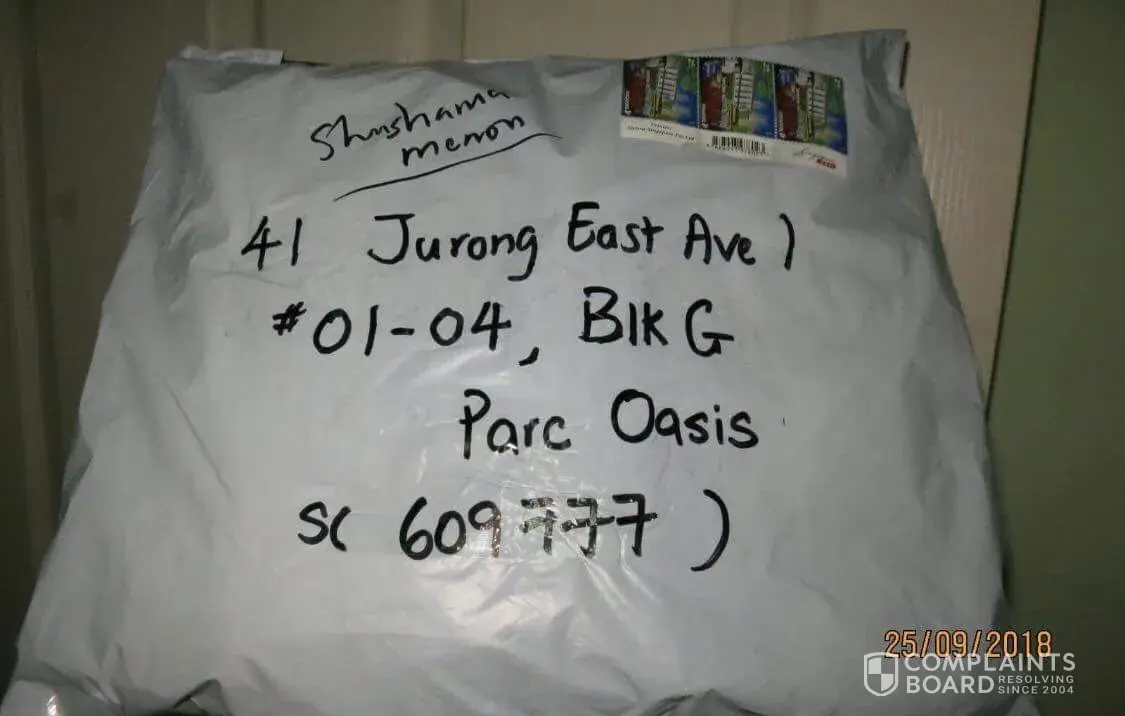 Shushama
menon
41 Jurong East Ave 1
#01-04, Blk G
Parc Oasis
S( 609777 )
25/09/2018
COMPLAINTS
BOARD RESOLVING
SINCE 2004